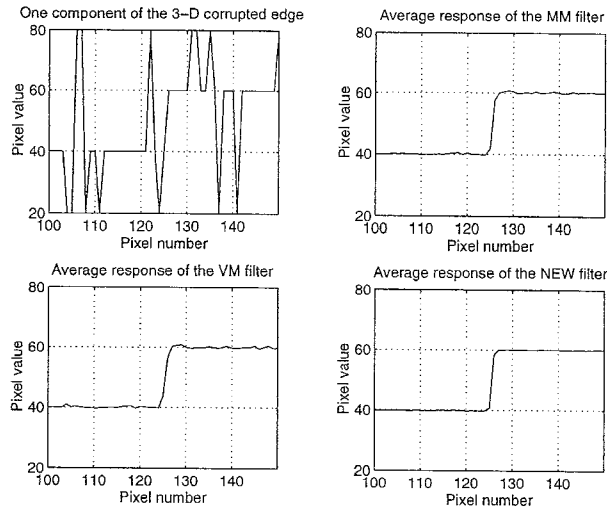 One component of the 3-D corrupted edge
80
60
40
20
Pixel value
100 110 120 130 140 150
Pixel number
Average response of the MM filter
80
60
40
20
Pixel value
100 110 120 130 140 150
Pixel number
Average response of the VM filter
80
60
40
20
Pixel value
100 110 120 130 140 150
Pixel number
Average response of the NEW filter
80
60
40
20
Pixel value
100 110 120 130 140 150
Pixel number